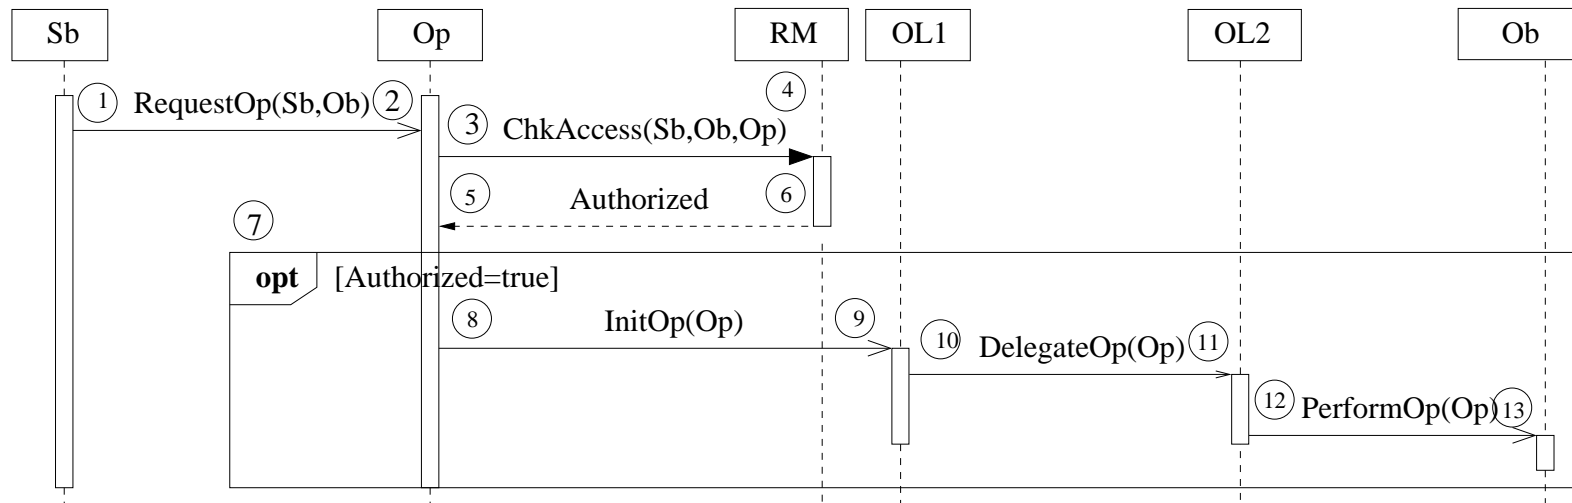 Sb Op RM OL1 OL2 Ob
1 RequestOp(Sb,Ob) 2
4
3 ChkAccess(Sb,Ob,Op)
5 Authorized 6
7
opt [Authorized=true]
8 InitOp(Op) 9
10 DelegateOp(Op) 11
12 PerformOp(Op) 13